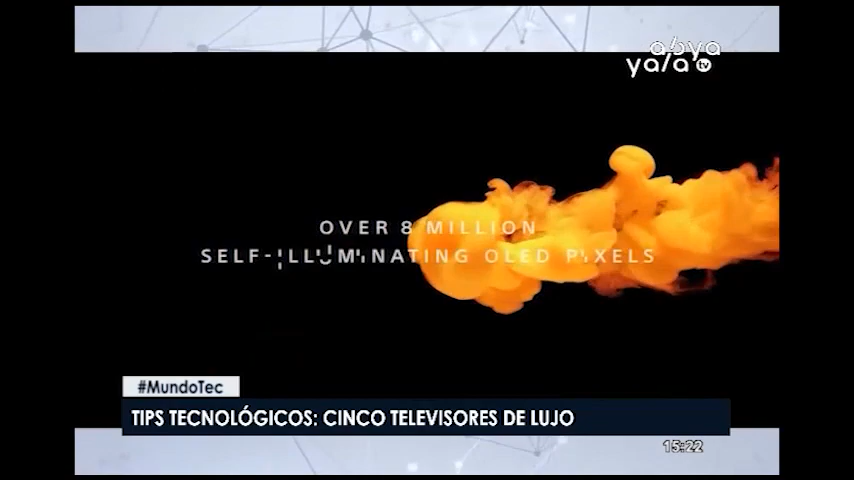 abya
yala tv
OVER 8 MILLION
SELF-ILLUMINATING OLED PIXELS
#MundoTec
TIPS TECNOLÓGICOS: CINCO TELEVISORES DE LUJO
15:22